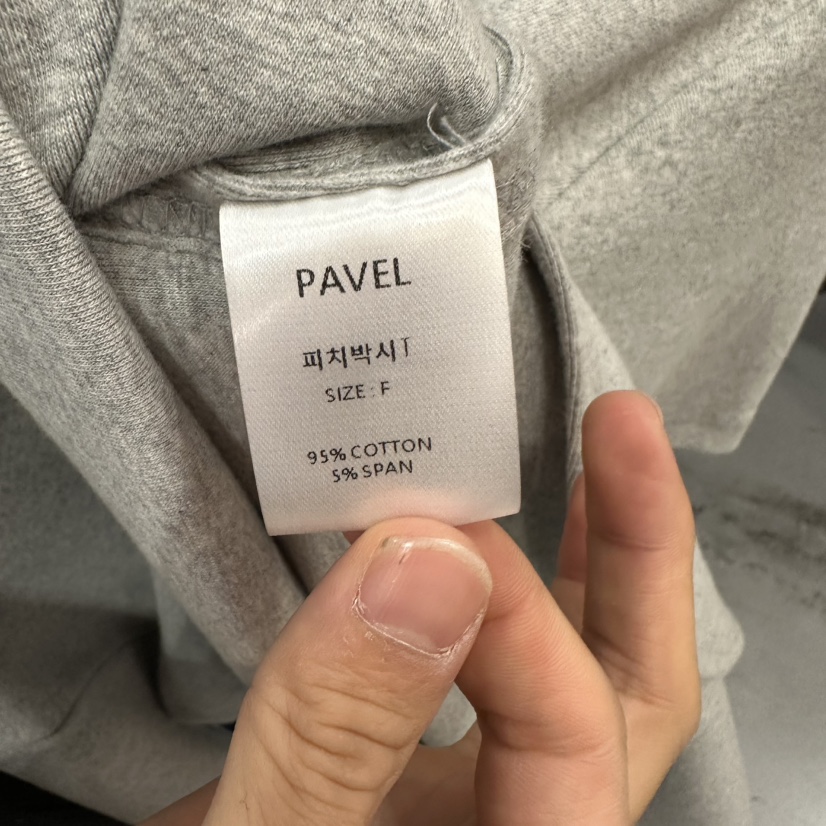 PAVEL
피치박시T
SIZE : F
95% COTTON
5% SPAN